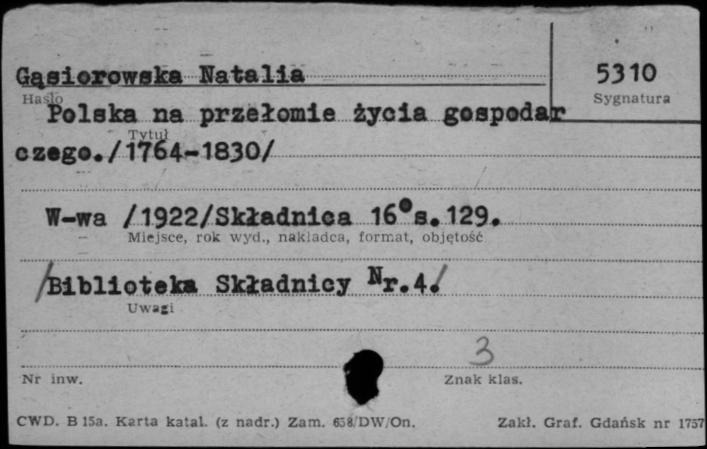 Gąsiorowska Natalia
5310
Hasło
Sygnatura
Polska na przełomie życia gospodar
Tytuł
czego./1764-1830/
W-wa /1922/Składnica 16°s.129.
Miejsce, rok wyd., nakładca, format, objętość
/Biblioteka Składnicy Nr.4./
Uwagi
3
Nr inw.
Znak klas.
CWD. B 15a. Karta katal. (z nadr.) Zam. 658/DW/On.
Zakł. Graf. Gdańsk nr 1757